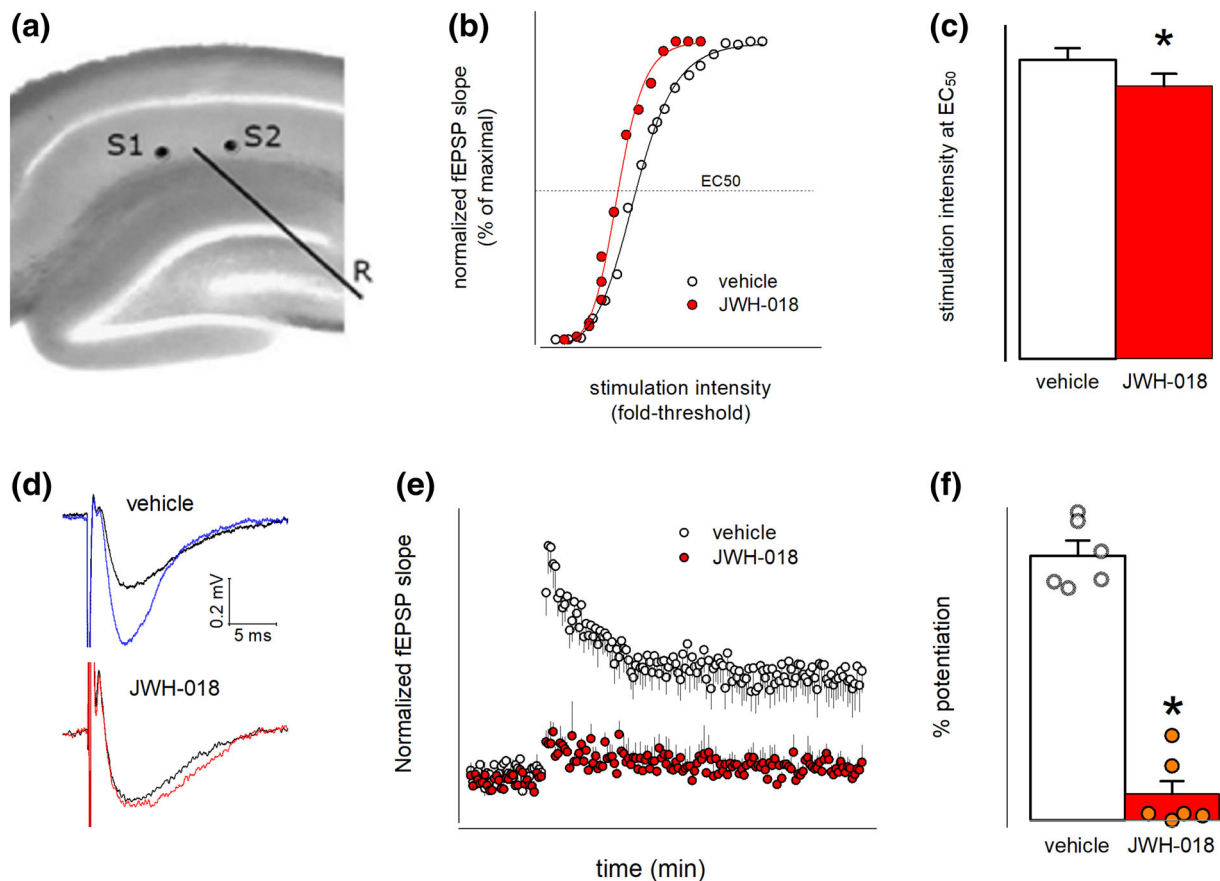 (a)
S1
S2
R
(b)
normalized fEPSP slope
(% of maximal)
EC50
vehicle
JWH-018
stimulation intensity
(fold-threshold)
(c)
stimulation intensity at EC₅₀
*
vehicle
JWH-018
(d)
vehicle
0.2 mV
5 ms
JWH-018
(e)
Normalized fEPSP slope
vehicle
JWH-018
time (min)
(f)
% potentiation
*
vehicle
JWH-018